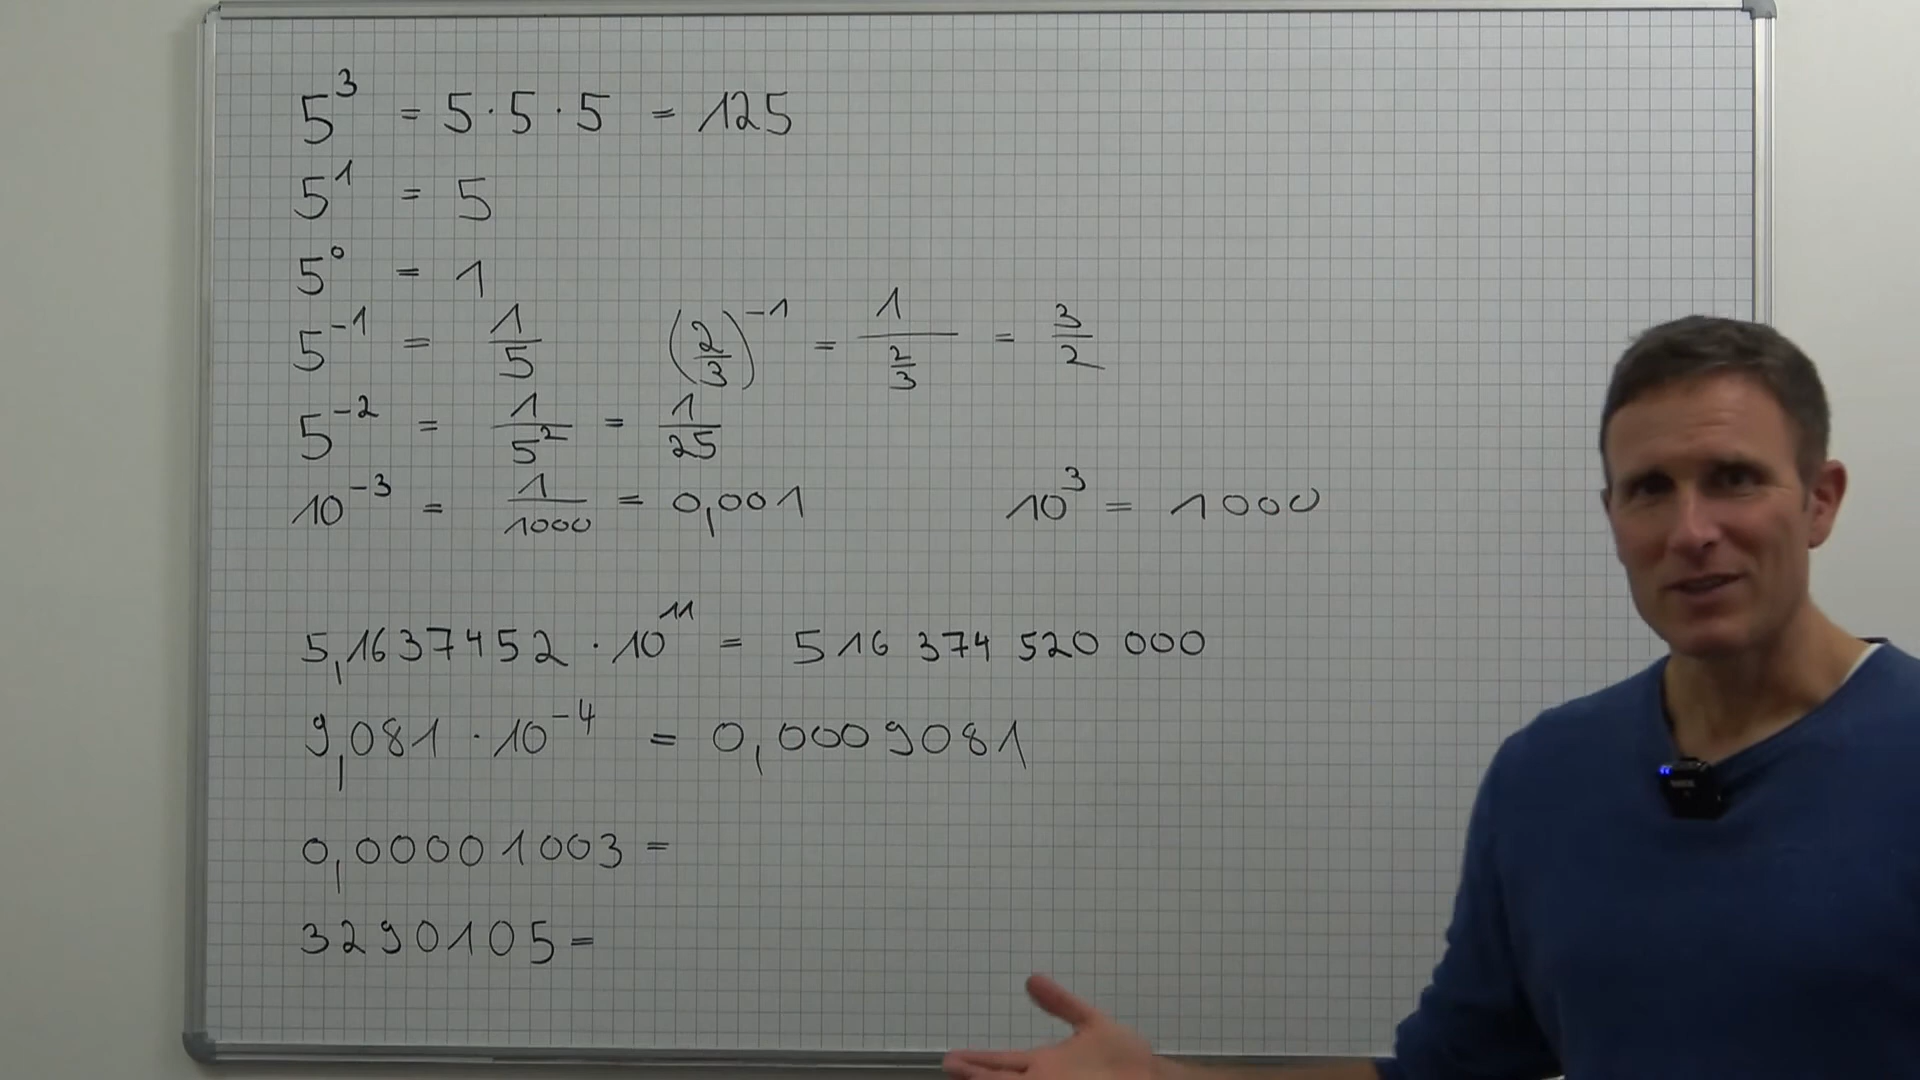 5³ = 5·5·5 = 125
5¹ = 5
5⁰ = 1
5⁻¹ = 1/5 (2/3)⁻¹ = 1/(2/3) = 3/2
5⁻² = 1/5² = 1/25
10⁻³ = 1/1000 = 0,001 10³ = 1000
5,1637452 · 10¹¹ = 516 374 520 000
9,081 · 10⁻⁴ = 0,0009081
0,00001003 =
3290105 =